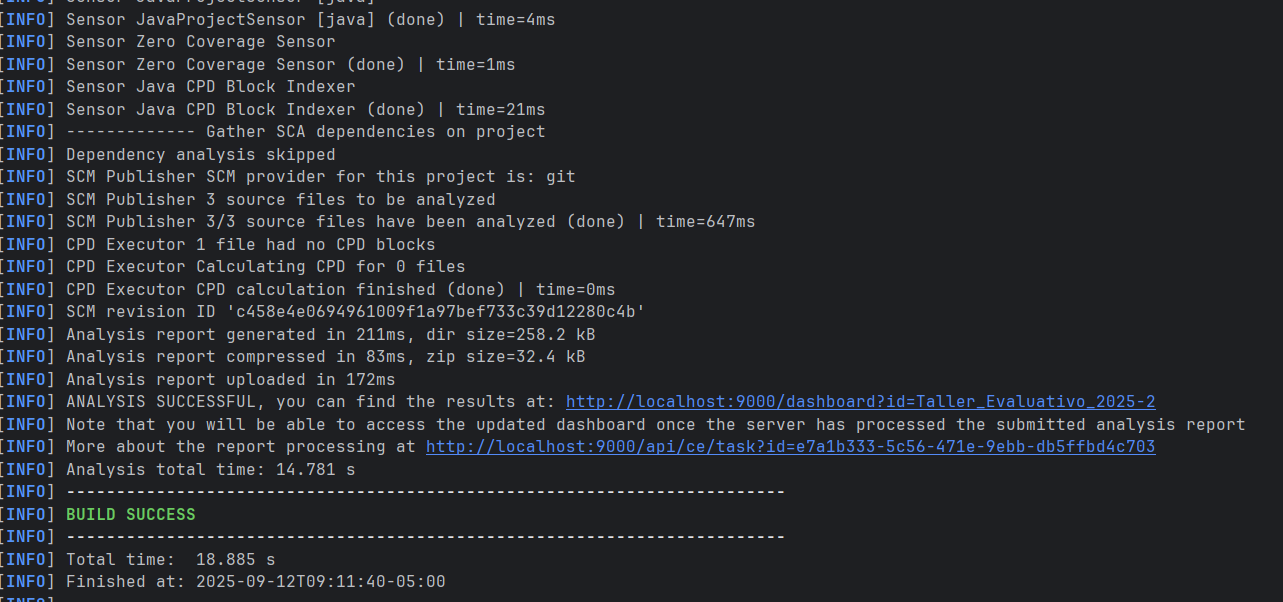 [INFO] Sensor JavaProjectSensor [java]
[INFO] Sensor JavaProjectSensor [java] (done) | time=4ms
[INFO] Sensor Zero Coverage Sensor
[INFO] Sensor Zero Coverage Sensor (done) | time=1ms
[INFO] Sensor Java CPD Block Indexer
[INFO] Sensor Java CPD Block Indexer (done) | time=21ms
[INFO] ------------- Gather SCA dependencies on project
[INFO] Dependency analysis skipped
[INFO] SCM Publisher SCM provider for this project is: git
[INFO] SCM Publisher 3 source files to be analyzed
[INFO] SCM Publisher 3/3 source files have been analyzed (done) | time=647ms
[INFO] CPD Executor 1 file had no CPD blocks
[INFO] CPD Executor Calculating CPD for 0 files
[INFO] CPD Executor CPD calculation finished (done) | time=0ms
[INFO] SCM revision ID 'c458e4e0694961009f1a97bef733c39d12280c4b'
[INFO] Analysis report generated in 211ms, dir size=258.2 kB
[INFO] Analysis report compressed in 83ms, zip size=32.4 kB
[INFO] Analysis report uploaded in 172ms
[INFO] ANALYSIS SUCCESSFUL, you can find the results at: http://localhost:9000/dashboard?id=Taller_Evaluativo_2025-2
[INFO] Note that you will be able to access the updated dashboard once the server has processed the submitted analysis report
[INFO] More about the report processing at http://localhost:9000/api/ce/task?id=e7a1b333-5c56-471e-9ebb-db5ffbd4c703
[INFO] Analysis total time: 14.781 s
[INFO] ------------------------------------------------------------------------
[INFO] BUILD SUCCESS
[INFO] ------------------------------------------------------------------------
[INFO] Total time:  18.885 s
[INFO] Finished at: 2025-09-12T09:11:40-05:00
[INFO]